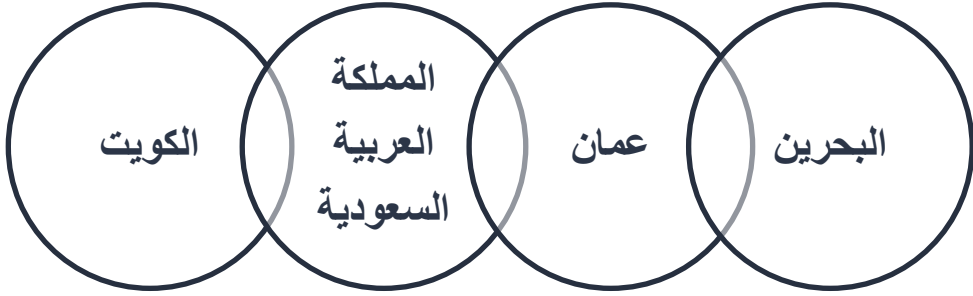 البحرين
عمان
المملكة
العربية
السعودية
الكويت